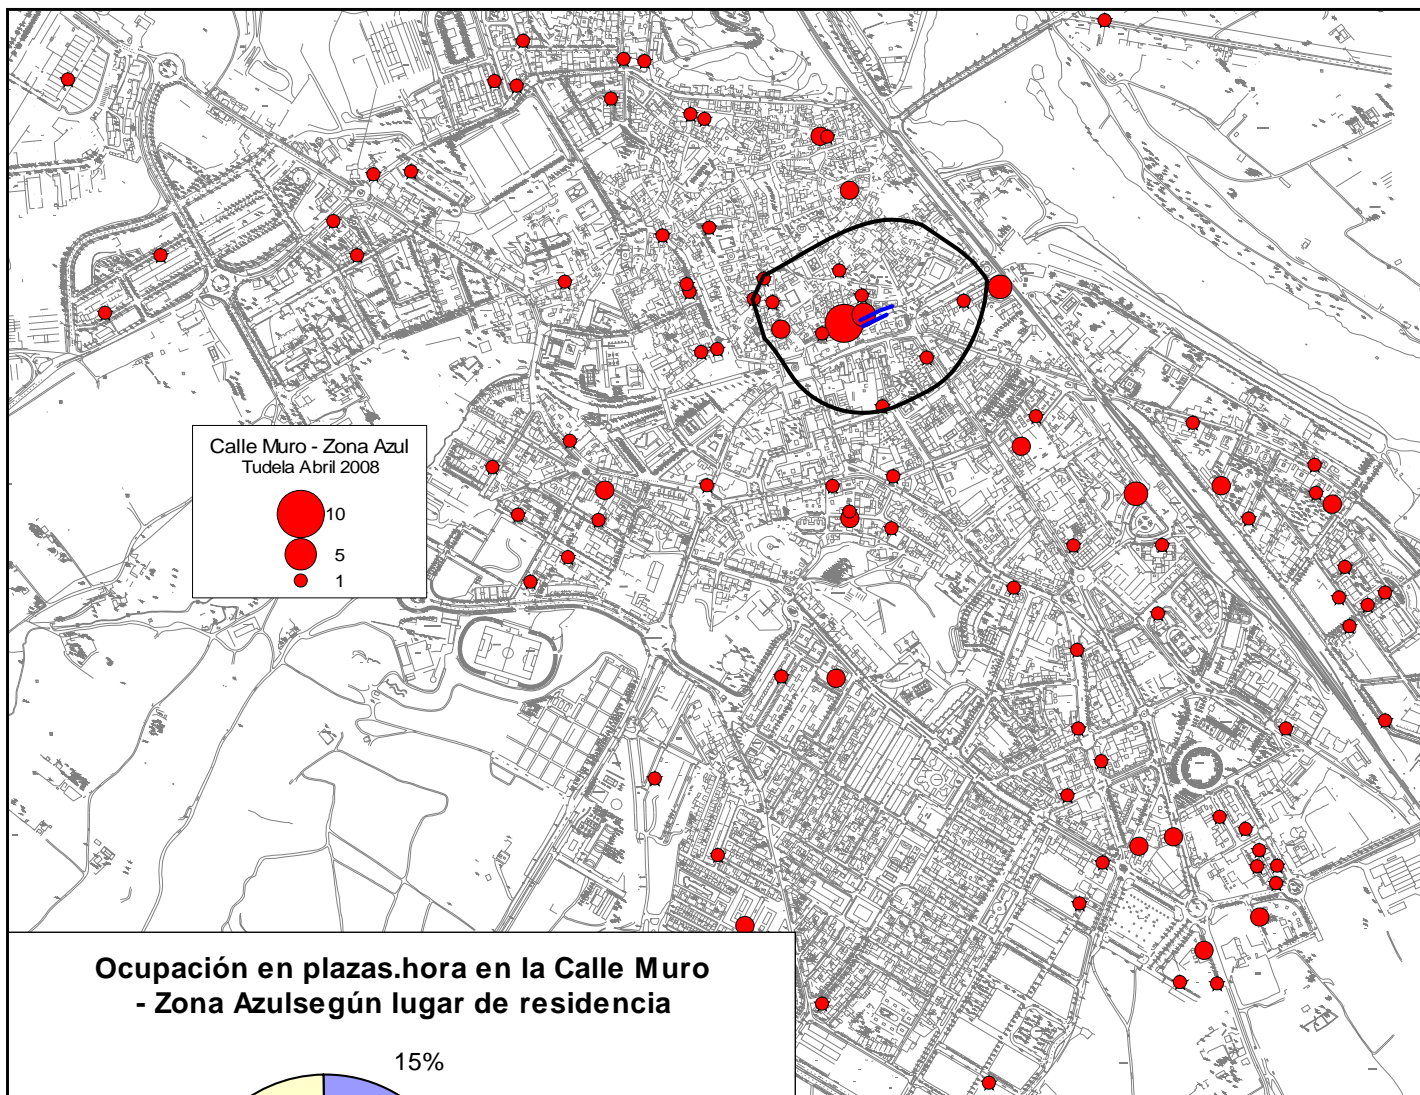 Calle Muro - Zona Azul
Tudela Abril 2008
10
5
1
Ocupación en plazas.hora en la Calle Muro
- Zona Azulsegún lugar de residencia
15%